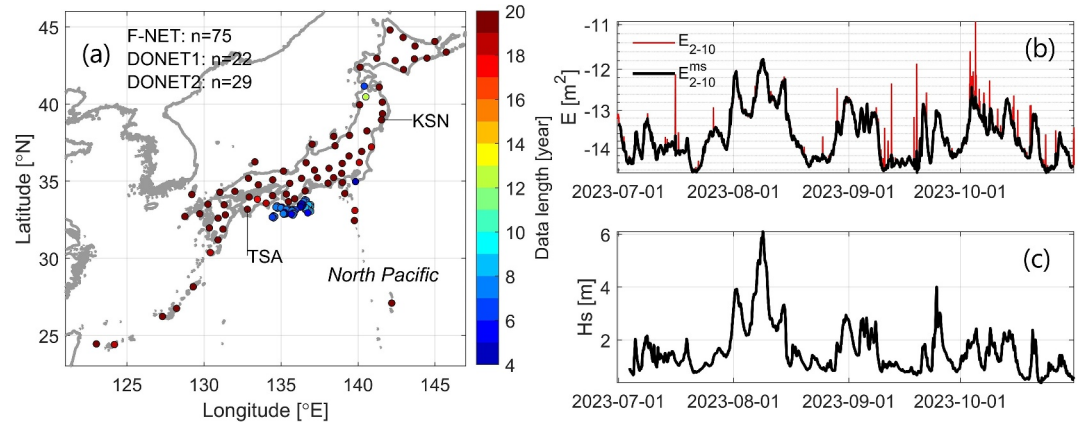 (a)
F-NET: n=75
DONET1: n=22
DONET2: n=29
KSN
TSA
North Pacific
45
40
35
30
25
Latitude [°N]
125
130
135
140
145
Longitude [°E]
20
18
16
14
12
10
8
6
4
Data length [year]
(b)
E2-10
E2-10ms
-11
-12
-13
-14
E [m2]
2023-07-01
2023-08-01
2023-09-01
2023-10-01
(c)
6
4
2
Hs [m]
2023-07-01
2023-08-01
2023-09-01
2023-10-01